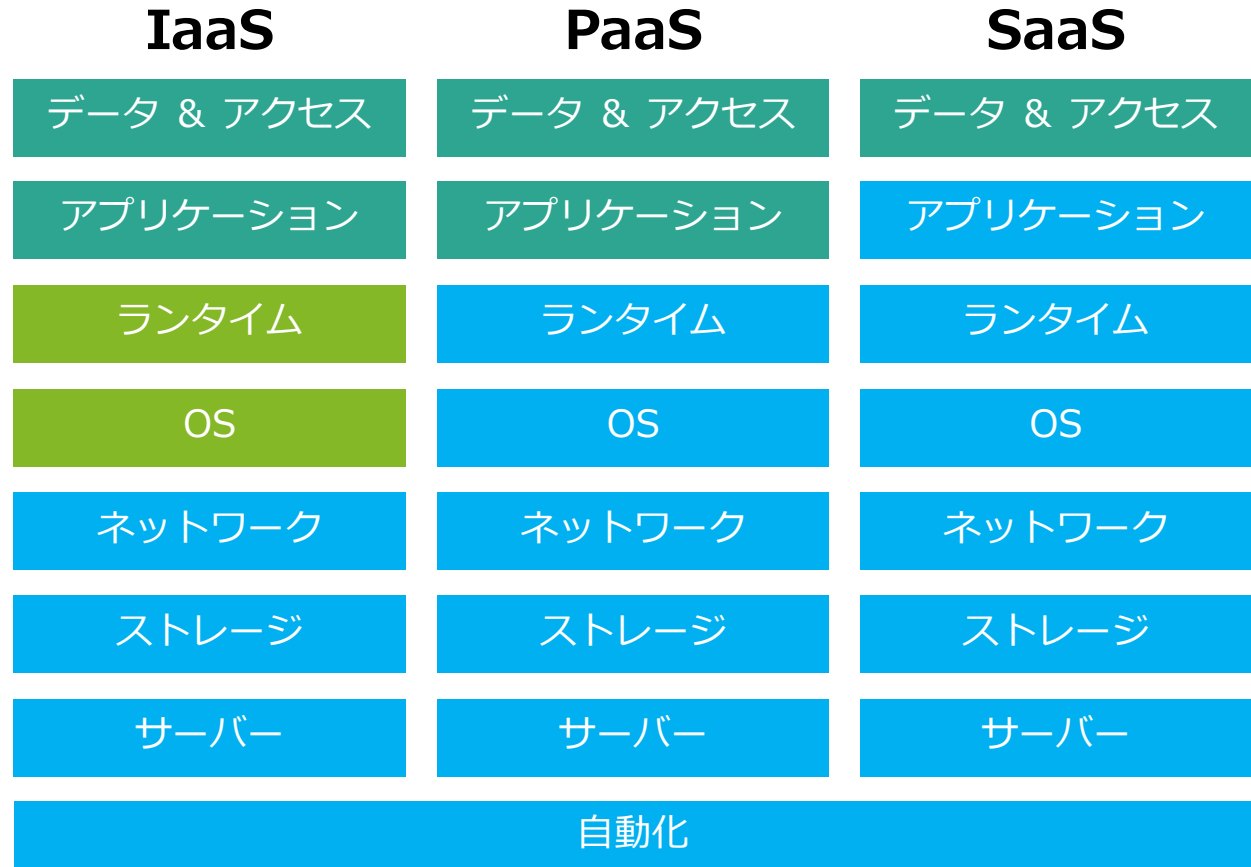 IaaS PaaS SaaS
データ & アクセス データ & アクセス データ & アクセス
アプリケーション アプリケーション アプリケーション
ランタイム ランタイム ランタイム
OS OS OS
ネットワーク ネットワーク ネットワーク
ストレージ ストレージ ストレージ
サーバー サーバー サーバー
自動化